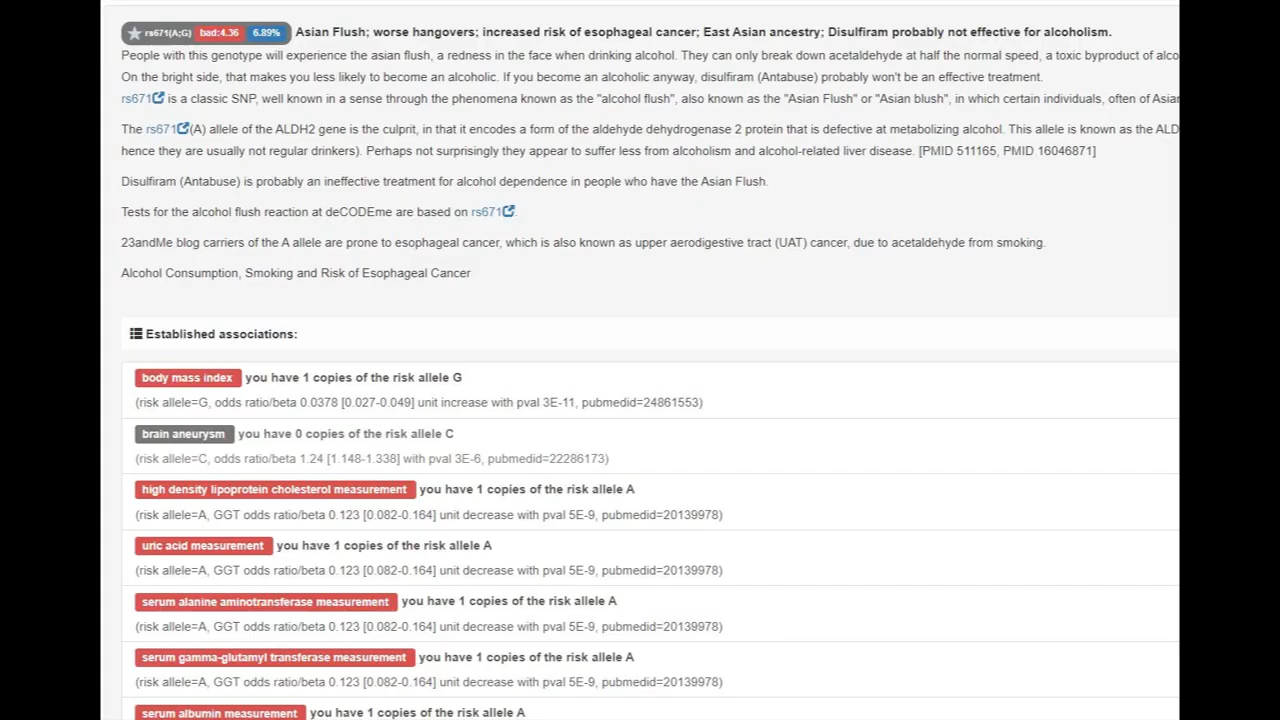 rs671(A;G) bad:4.36 6.89% Asian Flush; worse hangovers; increased risk of esophageal cancer; East Asian ancestry; Disulfiram probably not effective for alcoholism.
People with this genotype will experience the asian flush, a redness in the face when drinking alcohol. They can only break down acetaldehyde at half the normal speed, a toxic byproduct of alco
On the bright side, that makes you less likely to become an alcoholic. If you become an alcoholic anyway, disulfiram (Antabuse) probably won't be an effective treatment.
rs671 is a classic SNP, well known in a sense through the phenomena known as the "alcohol flush", also known as the "Asian Flush" or "Asian blush", in which certain individuals, often of Asian
The rs671(A) allele of the ALDH2 gene is the culprit, in that it encodes a form of the aldehyde dehydrogenase 2 protein that is defective at metabolizing alcohol. This allele is known as the ALD
hence they are usually not regular drinkers). Perhaps not surprisingly they appear to suffer less from alcoholism and alcohol-related liver disease. [PMID 511165, PMID 16046871]
Disulfiram (Antabuse) is probably an ineffective treatment for alcohol dependence in people who have the Asian Flush.
Tests for the alcohol flush reaction at deCODEme are based on rs671.
23andMe blog carriers of the A allele are prone to esophageal cancer, which is also known as upper aerodigestive tract (UAT) cancer, due to acetaldehyde from smoking.
Alcohol Consumption, Smoking and Risk of Esophageal Cancer
Established associations:
body mass index you have 1 copies of the risk allele G
(risk allele=G, odds ratio/beta 0.0378 [0.027-0.049] unit increase with pval 3E-11, pubmedid=24861553)
brain aneurysm you have 0 copies of the risk allele C
(risk allele=C, odds ratio/beta 1.24 [1.148-1.338] with pval 3E-6, pubmedid=22286173)
high density lipoprotein cholesterol measurement you have 1 copies of the risk allele A
(risk allele=A, GGT odds ratio/beta 0.123 [0.082-0.164] unit decrease with pval 5E-9, pubmedid=20139978)
uric acid measurement you have 1 copies of the risk allele A
(risk allele=A, GGT odds ratio/beta 0.123 [0.082-0.164] unit decrease with pval 5E-9, pubmedid=20139978)
serum alanine aminotransferase measurement you have 1 copies of the risk allele A
(risk allele=A, GGT odds ratio/beta 0.123 [0.082-0.164] unit decrease with pval 5E-9, pubmedid=20139978)
serum gamma-glutamyl transferase measurement you have 1 copies of the risk allele A
(risk allele=A, GGT odds ratio/beta 0.123 [0.082-0.164] unit decrease with pval 5E-9, pubmedid=20139978)
serum albumin measurement you have 1 copies of the risk allele A